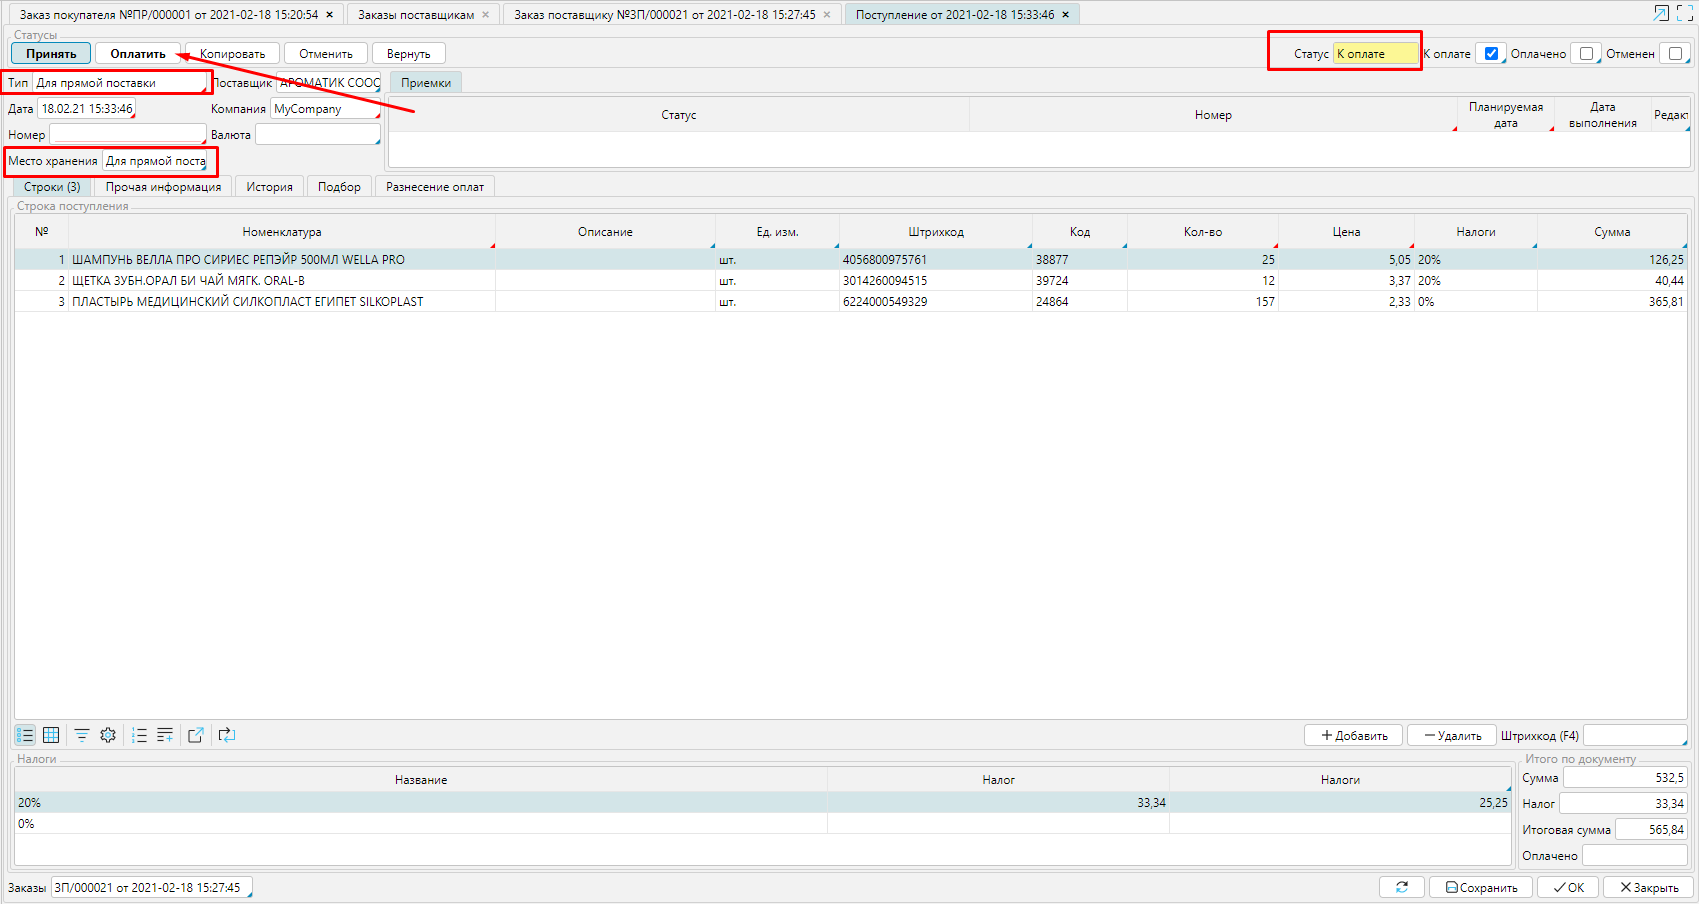 Заказ покупателя №ПР/000001 от 2021-02-18 15:20:54 × Заказы поставщикам × Заказ поставщику №ЗП/000021 от 2021-02-18 15:27:45 × Поступление от 2021-02-18 15:33:46 ×
Статусы
Принять Оплатить Копировать Отменить Вернуть Статус К оплате К оплате Оплачено Отменен
Тип Для прямой поставки Поставщик АРОМАТИК СООС Приемки
Дата 18.02.21 15:33:46 Компания MyCompany
Статус Номер Планируемая дата Дата выполнения Редакт
Номер Валюта
Место хранения Для прямой поста
Строки (3) Прочая информация История Подбор Разнесение оплат
Строка поступления
№ Номенклатура Описание Ед. изм. Штрихкод Код Кол-во Цена Налоги Сумма
1 ШАМПУНЬ ВЕЛЛА ПРО СИРИЕС РЕПЭЙР 500МЛ WELLA PRO шт. 4056800975761 38877 25 5,05 20% 126,25
2 ЩЕТКА ЗУБН.ОРАЛ БИ ЧАЙ МЯГК. ORAL-B шт. 3014260094515 39724 12 3,37 20% 40,44
3 ПЛАСТЫРЬ МЕДИЦИНСКИЙ СИЛКОПЛАСТ ЕГИПЕТ SILKOPLAST шт. 6224000549329 24864 157 2,33 0% 365,81
Добавить Удалить Штрихкод (F4)
Налоги
Название Налог Налоги
20% 33,34 25,25
0%
Итого по документу
Сумма 532,5
Налог 33,34
Итоговая сумма 565,84
Оплачено
Заказы ЗП/000021 от 2021-02-18 15:27:45 Сохранить OK Закрыть